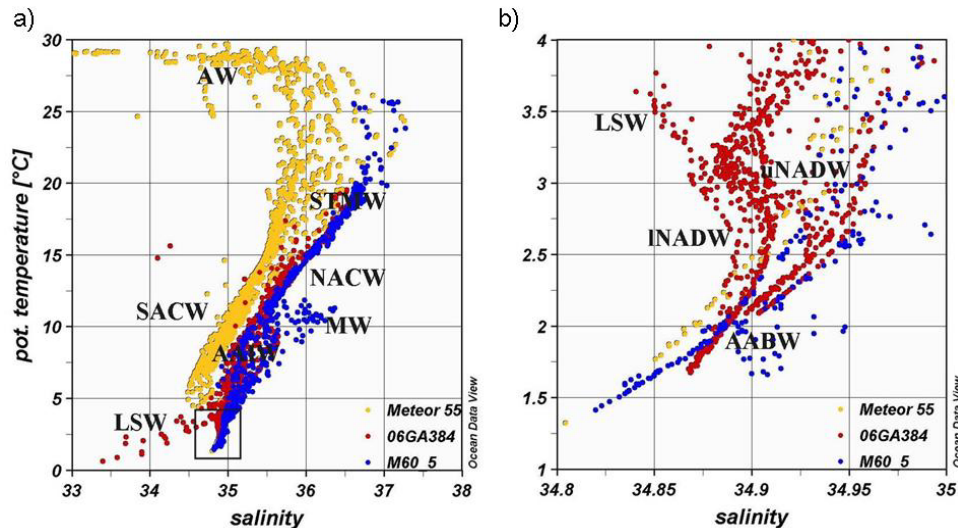 a)
b)
pot. temperature [°C]
30
25
20
15
10
5
0
33
34
35
36
37
38
salinity
AW
STMW
NACW
SACW
MW
AAIW
LSW
Meteor 55
06GA384
M60_5
Ocean Data View
4
3.5
3
2.5
2
1.5
1
34.8
34.85
34.9
34.95
35
salinity
LSW
uNADW
lNADW
AABW
Meteor 55
06GA384
M60_5
Ocean Data View